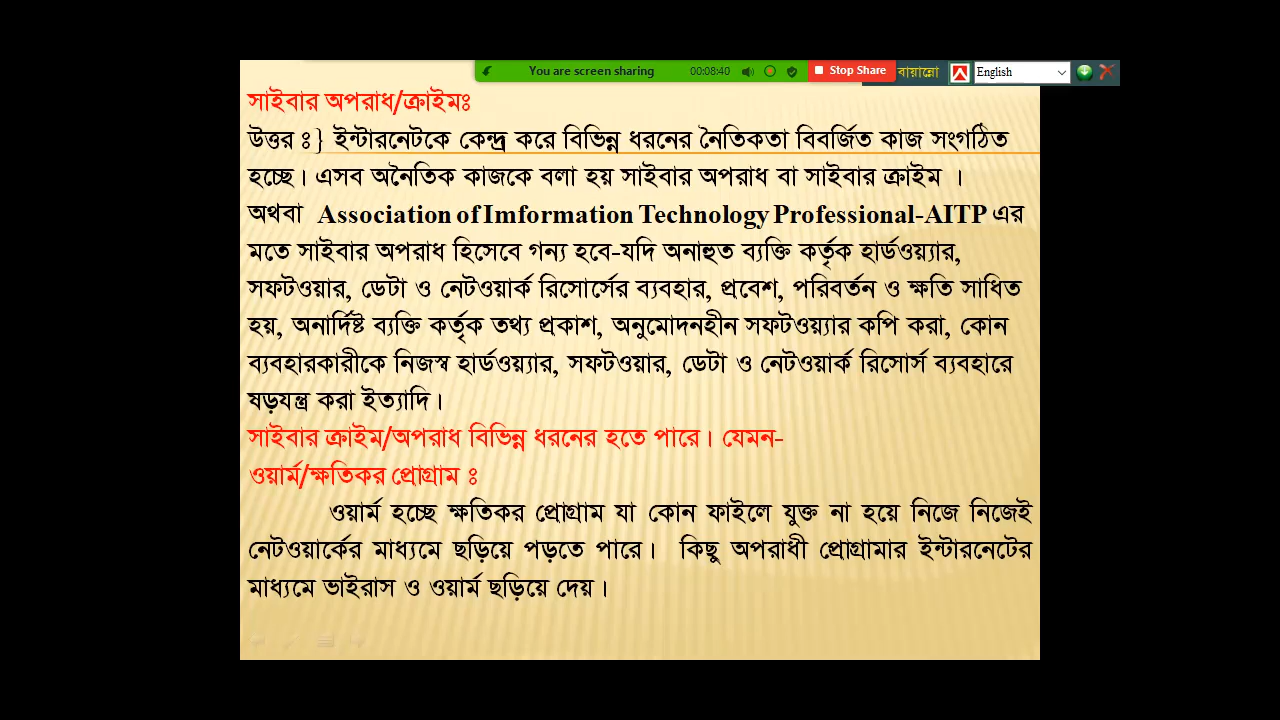 You are screen sharing 00:08:40 Stop Share বায়ান্নো English
সাইবার অপরাধ/ক্রাইমঃ
উত্তর ঃ} ইন্টারনেটকে কেন্দ্র করে বিভিন্ন ধরনের নৈতিকতা বিবর্জিত কাজ সংগঠিত
হচ্ছে। এসব অনৈতিক কাজকে বলা হয় সাইবার অপরাধ বা সাইবার ক্রাইম ।
অথবা Association of Imformation Technology Professional-AITP এর
মতে সাইবার অপরাধ হিসেবে গন্য হবে-যদি অনাহুত ব্যক্তি কর্তৃক হার্ডওয়্যার,
সফটওয়ার, ডেটা ও নেটওয়ার্ক রিসোর্সের ব্যবহার, প্রবেশ, পরিবর্তন ও ক্ষতি সাধিত
হয়, অনার্দিষ্ট ব্যক্তি কর্তৃক তথ্য প্রকাশ, অনুমোদনহীন সফটওয়্যার কপি করা, কোন
ব্যবহারকারীকে নিজস্ব হার্ডওয়্যার, সফটওয়ার, ডেটা ও নেটওয়ার্ক রিসোর্স ব্যবহারে
ষড়যন্ত্র করা ইত্যাদি।
সাইবার ক্রাইম/অপরাধ বিভিন্ন ধরনের হতে পারে। যেমন-
ওয়ার্ম/ক্ষতিকর প্রোগ্রাম ঃ
ওয়ার্ম হচ্ছে ক্ষতিকর প্রোগ্রাম যা কোন ফাইলে যুক্ত না হয়ে নিজে নিজেই
নেটওয়ার্কের মাধ্যমে ছড়িয়ে পড়তে পারে। কিছু অপরাধী প্রোগ্রামার ইন্টারনেটের
মাধ্যমে ভাইরাস ও ওয়ার্ম ছড়িয়ে দেয়।